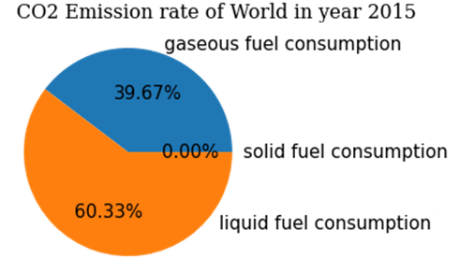 CO2 Emission rate of World in year 2015
gaseous fuel consumption
39.67%
0.00%
solid fuel consumption
60.33%
liquid fuel consumption